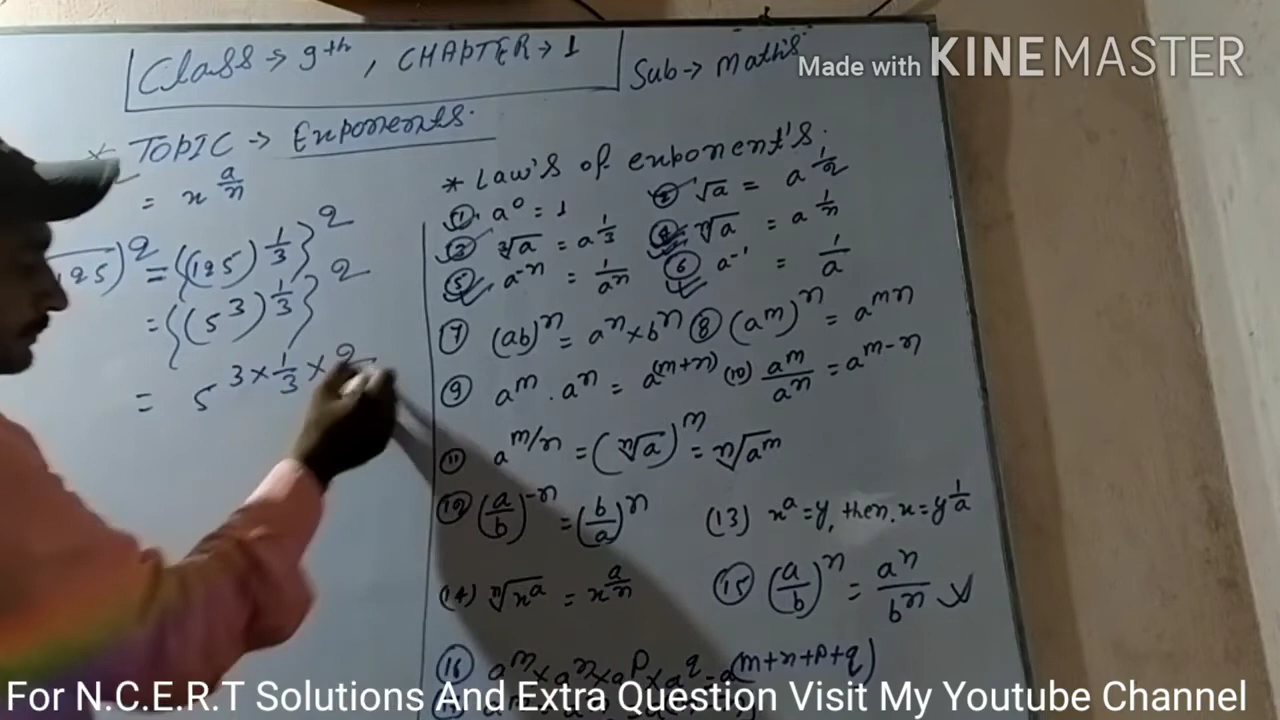 Class → 9th, CHAPTER → 1
Sub → Maths
Made with KINEMASTER
* TOPIC → Exponents.
= x^(a/n)
125)^2 = {(125)^(1/3)}^2
= {(5^3)^(1/3)}^2
= 5^(3×1/3×2)
* Law's of exponent's.
① a^0 = 1 ② √a = a^(1/2)
③ ∛a = a^(1/3) ④ ⁿ√a = a^(1/n)
⑤ a^(-n) = 1/a^n ⑥ a^(-1) = 1/a
⑦ (ab)^n = a^n × b^n ⑧ (a^m)^n = a^(mn)
⑨ a^m . a^n = a^(m+n) (10) a^m/a^n = a^(m-n)
⑪ a^(m/n) = (ⁿ√a)^m = ⁿ√a^m
⑫ (a/b)^(-n) = (b/a)^n (13) x^a = y, then x = y^(1/a)
(14) ⁿ√x^a = x^(a/n) ⑮ (a/b)^n = a^n/b^n
⑯ a^m × a^n × a^p × a^q = a^(m+n+p+q)
For N.C.E.R.T Solutions And Extra Question Visit My Youtube Channel